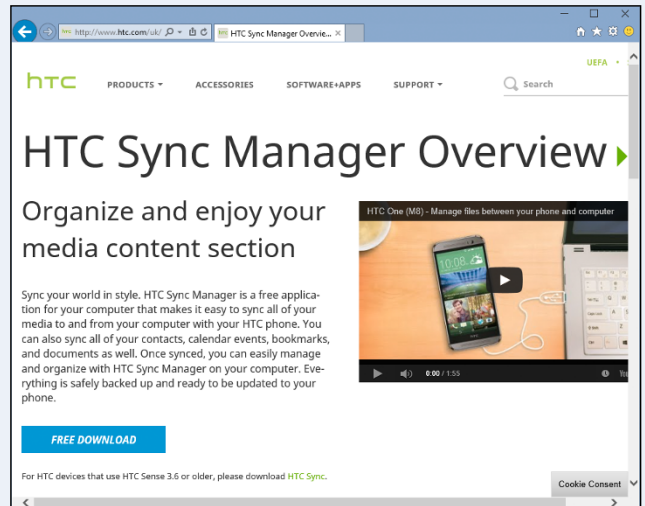 http://www.htc.com/uk/
HTC Sync Manager Overvie...
UEFA
hTC
PRODUCTS
ACCESSORIES
SOFTWARE+APPS
SUPPORT
Search
HTC Sync Manager Overview
Organize and enjoy your
media content section
Sync your world in style. HTC Sync Manager is a free applica-
tion for your computer that makes it easy to sync all of your
media to and from your computer with your HTC phone. You
can also sync all of your contacts, calendar events, bookmarks,
and documents as well. Once synced, you can easily manage
and organize with HTC Sync Manager on your computer. Eve-
rything is safely backed up and ready to be updated to your
phone.
HTC One (M8) - Manage files between your phone and computer
10:08
0:00 / 1:55
You
FREE DOWNLOAD
For HTC devices that use HTC Sense 3.6 or older, please download HTC Sync.
Cookie Consent